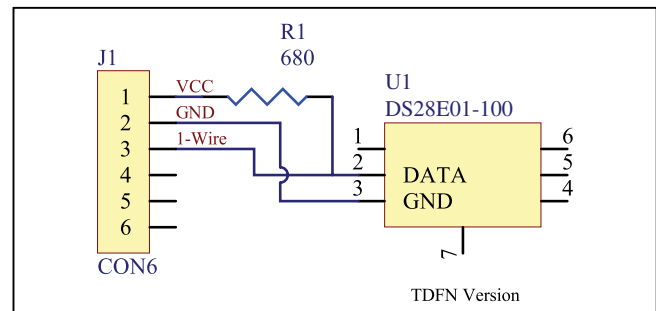 R1
680
J1
VCC
GND
1-Wire
1
2
3
4
5
6
CON6
U1
DS28E01-100
1
2
3
DATA
GND
6
5
4
7
TDFN Version